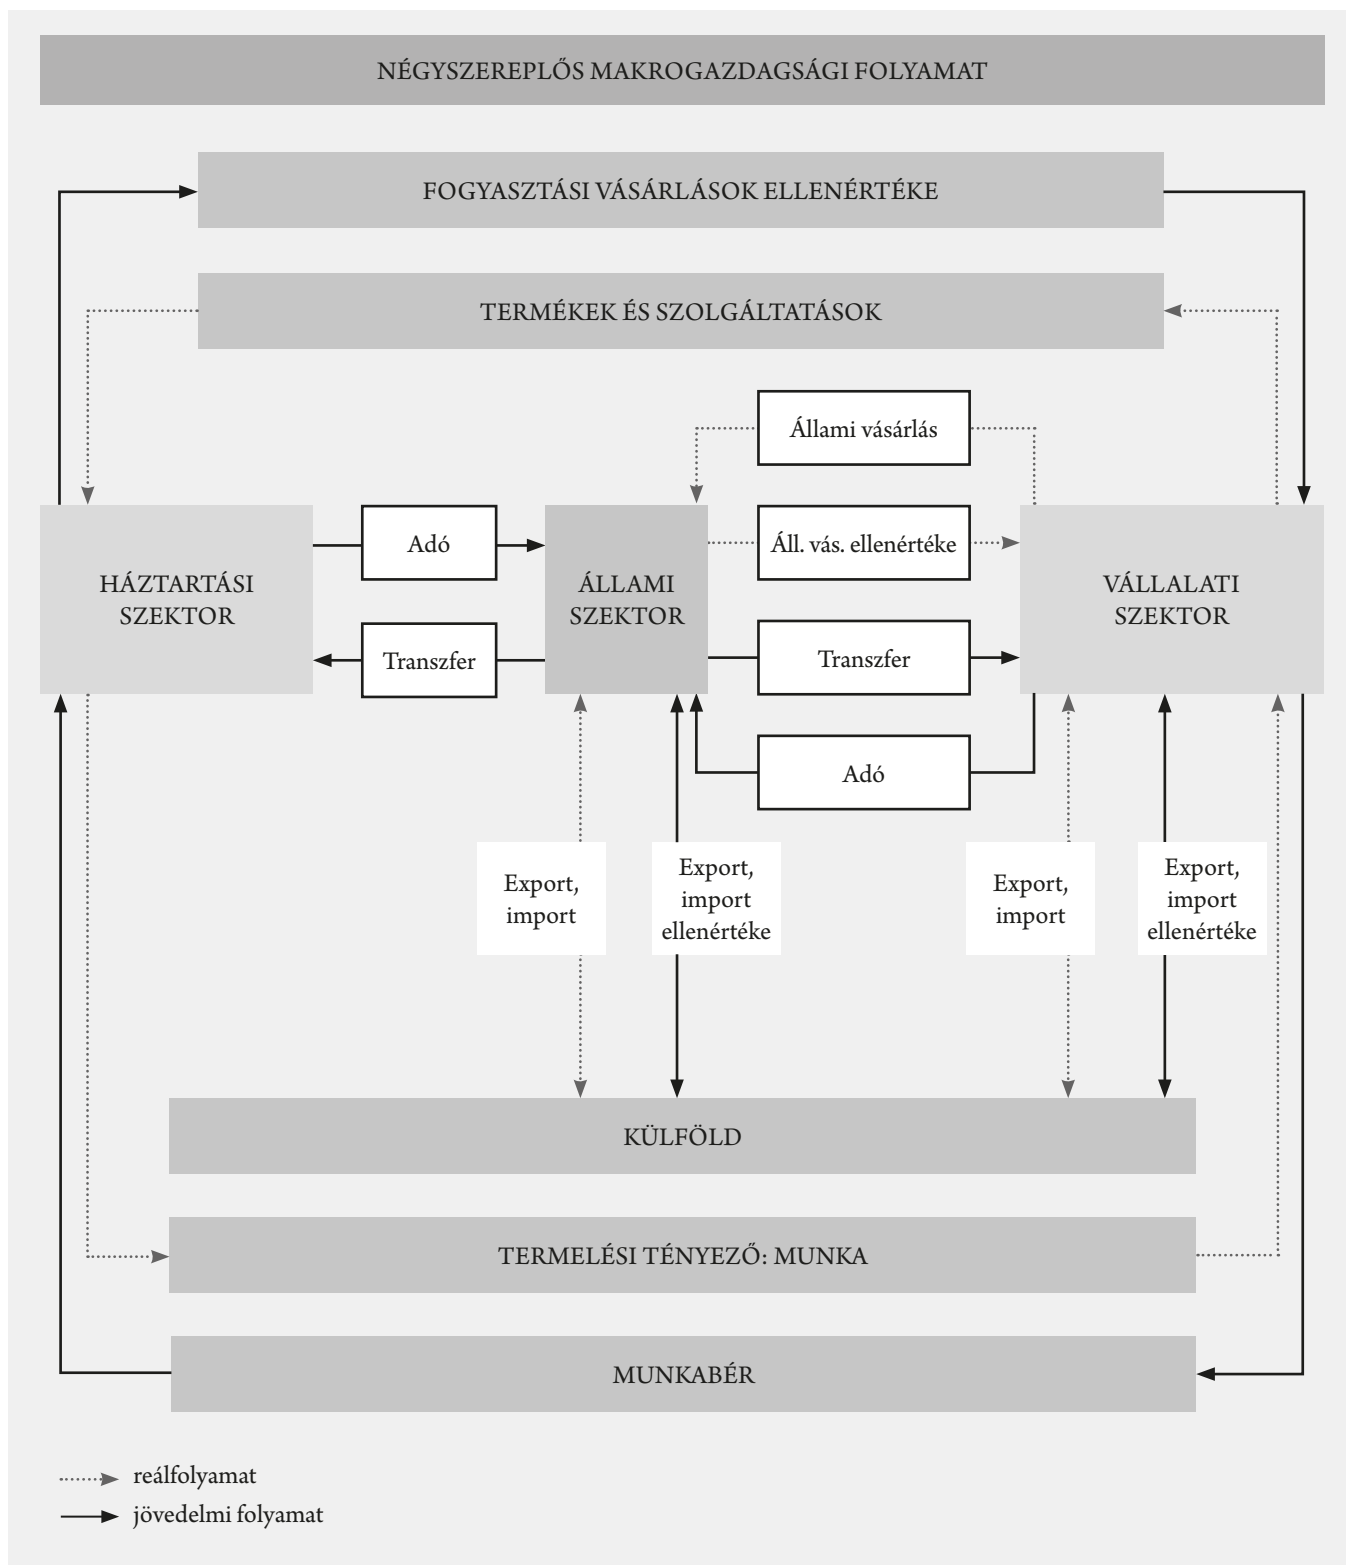 NÉGYSZEREPLŐS MAKROGAZDAGSÁGI FOLYAMAT
FOGYASZTÁSI VÁSÁRLÁSOK ELLENÉRTÉKE
TERMÉKEK ÉS SZOLGÁLTATÁSOK
Állami vásárlás
Adó
Áll. vás. ellenértéke
HÁZTARTÁSI
SZEKTOR
ÁLLAMI
SZEKTOR
VÁLLALATI
SZEKTOR
Transzfer
Transzfer
Adó
Export,
import
Export,
import
ellenértéke
Export,
import
Export,
import
ellenértéke
KÜLFÖLD
TERMELÉSI TÉNYEZŐ: MUNKA
MUNKABÉR
reálfolyamat
jövedelmi folyamat